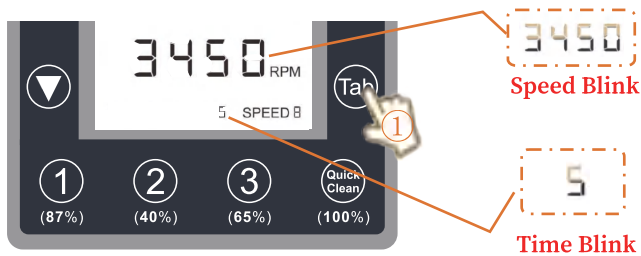 3450 RPM
5 SPEED 8
Tab
①
1 2 3 Quick Clean
(87%) (40%) (65%) (100%)
3450
Speed Blink
5
Time Blink